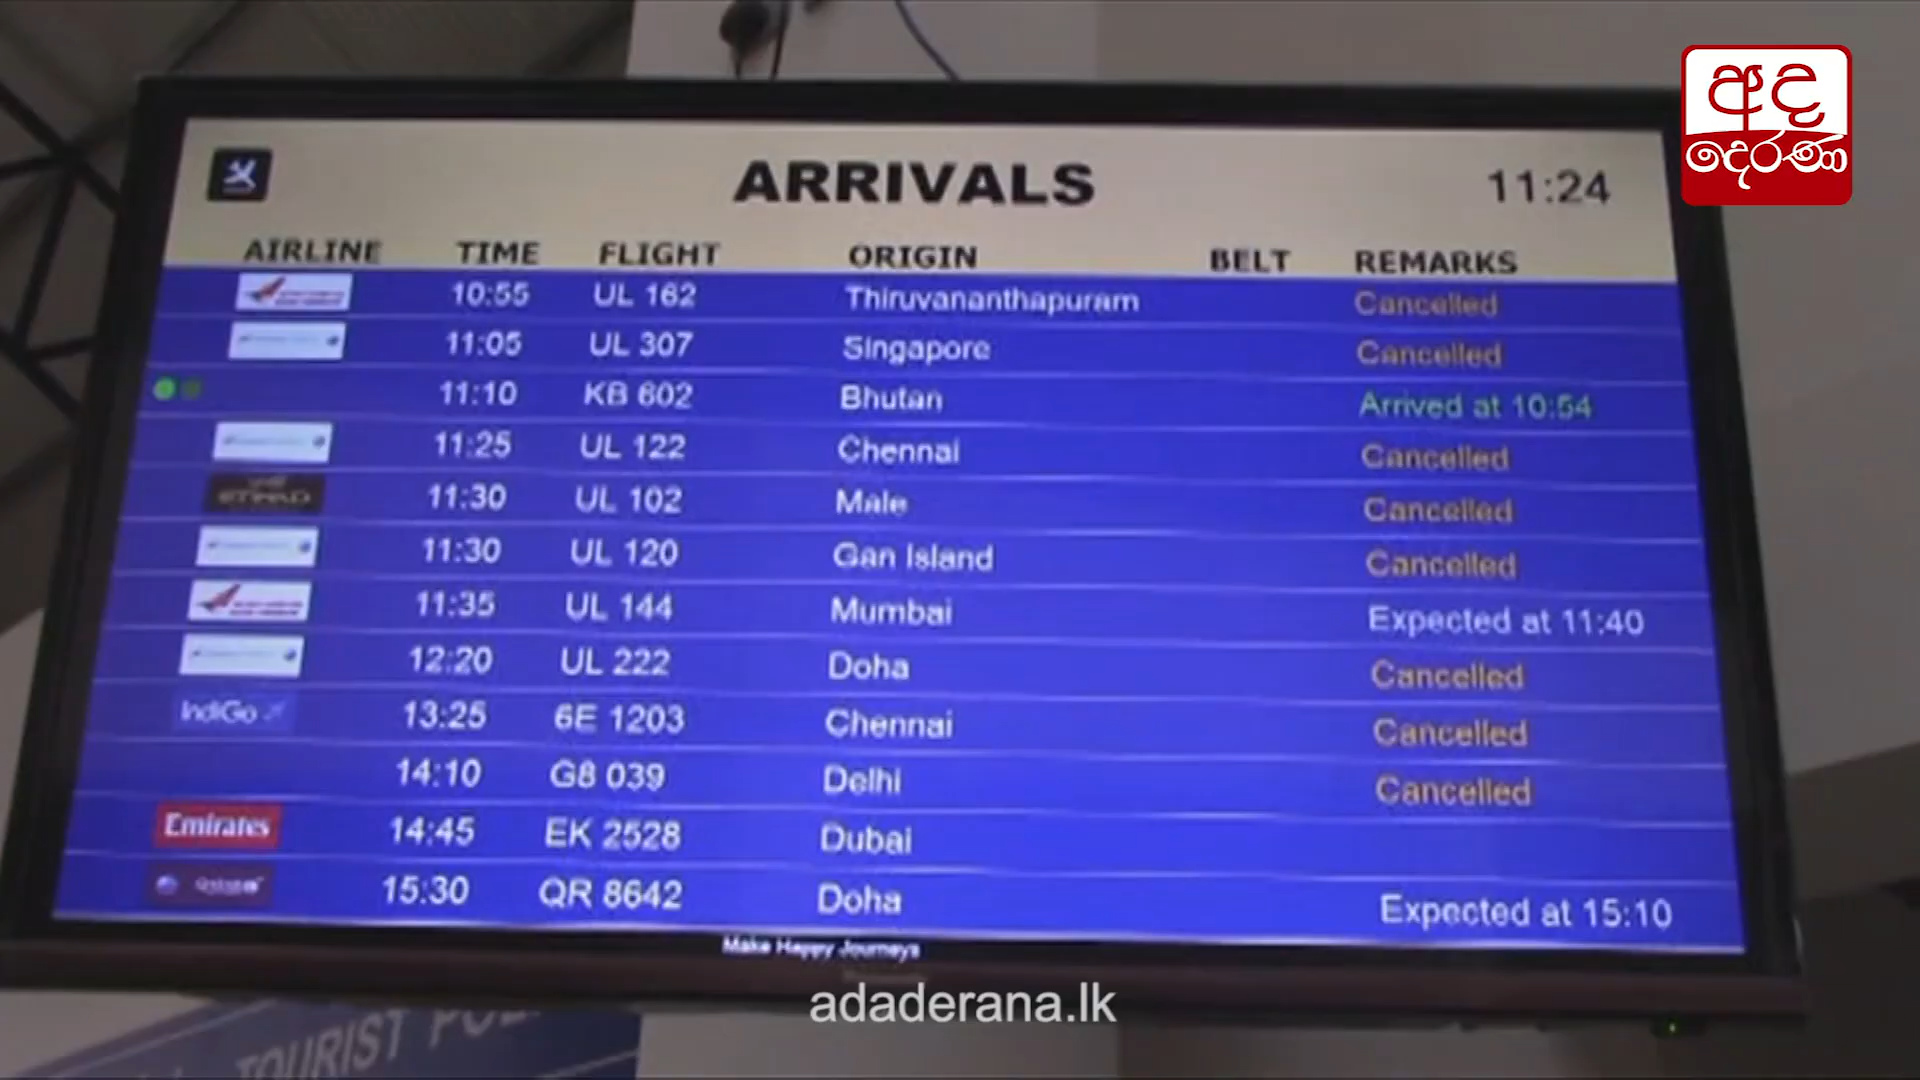 අද
දෙරණ
ARRIVALS 11:24
AIRLINE TIME FLIGHT ORIGIN BELT REMARKS
10:55 UL 162 Thiruvananthapuram Cancelled
11:05 UL 307 Singapore Cancelled
11:10 KB 602 Bhutan Arrived at 10:54
11:25 UL 122 Chennai Cancelled
ETIHAD 11:30 UL 102 Male Cancelled
11:30 UL 120 Gan Island Cancelled
11:35 UL 144 Mumbai Expected at 11:40
12:20 UL 222 Doha Cancelled
IndiGo 13:25 6E 1203 Chennai Cancelled
14:10 G8 039 Delhi Cancelled
Emirates 14:45 EK 2528 Dubai
15:30 QR 8642 Doha Expected at 15:10
Make Happy Journeys
adaderana.lk
TOURIST